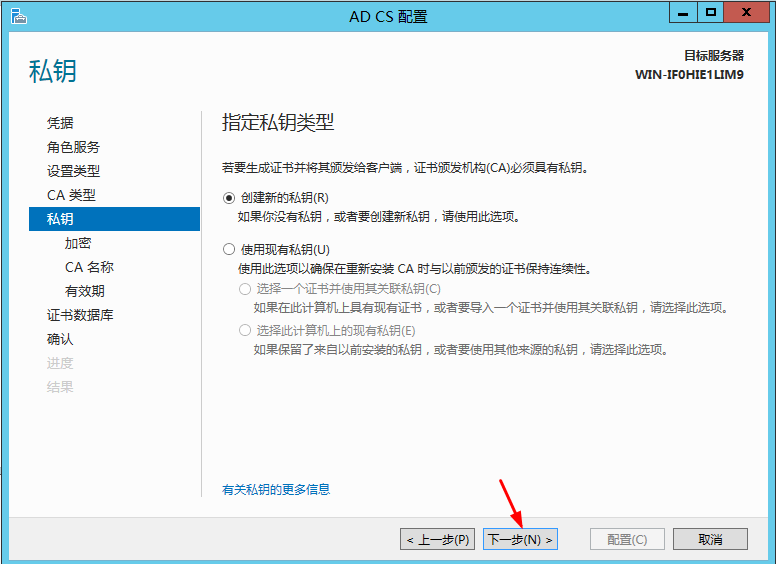 AD CS 配置
私钥
目标服务器
WIN-IF0HIE1LIM9
凭据
角色服务
设置类型
CA 类型
私钥
加密
CA 名称
有效期
证书数据库
确认
进度
结果
指定私钥类型
若要生成证书并将其颁发给客户端，证书颁发机构(CA)必须具有私钥。
创建新的私钥(R)
如果你没有私钥，或者要创建新私钥，请使用此选项。
使用现有私钥(U)
使用此选项以确保在重新安装 CA 时与以前颁发的证书保持连续性。
选择一个证书并使用其关联私钥(C)
如果在此计算机上具有现有证书，或者要导入一个证书并使用其关联私钥，请选择此选项。
选择此计算机上的现有私钥(E)
如果保留了来自以前安装的私钥，或者要使用其他来源的私钥，请选择此选项。
有关私钥的更多信息
< 上一步(P)
下一步(N) >
配置(C)
取消